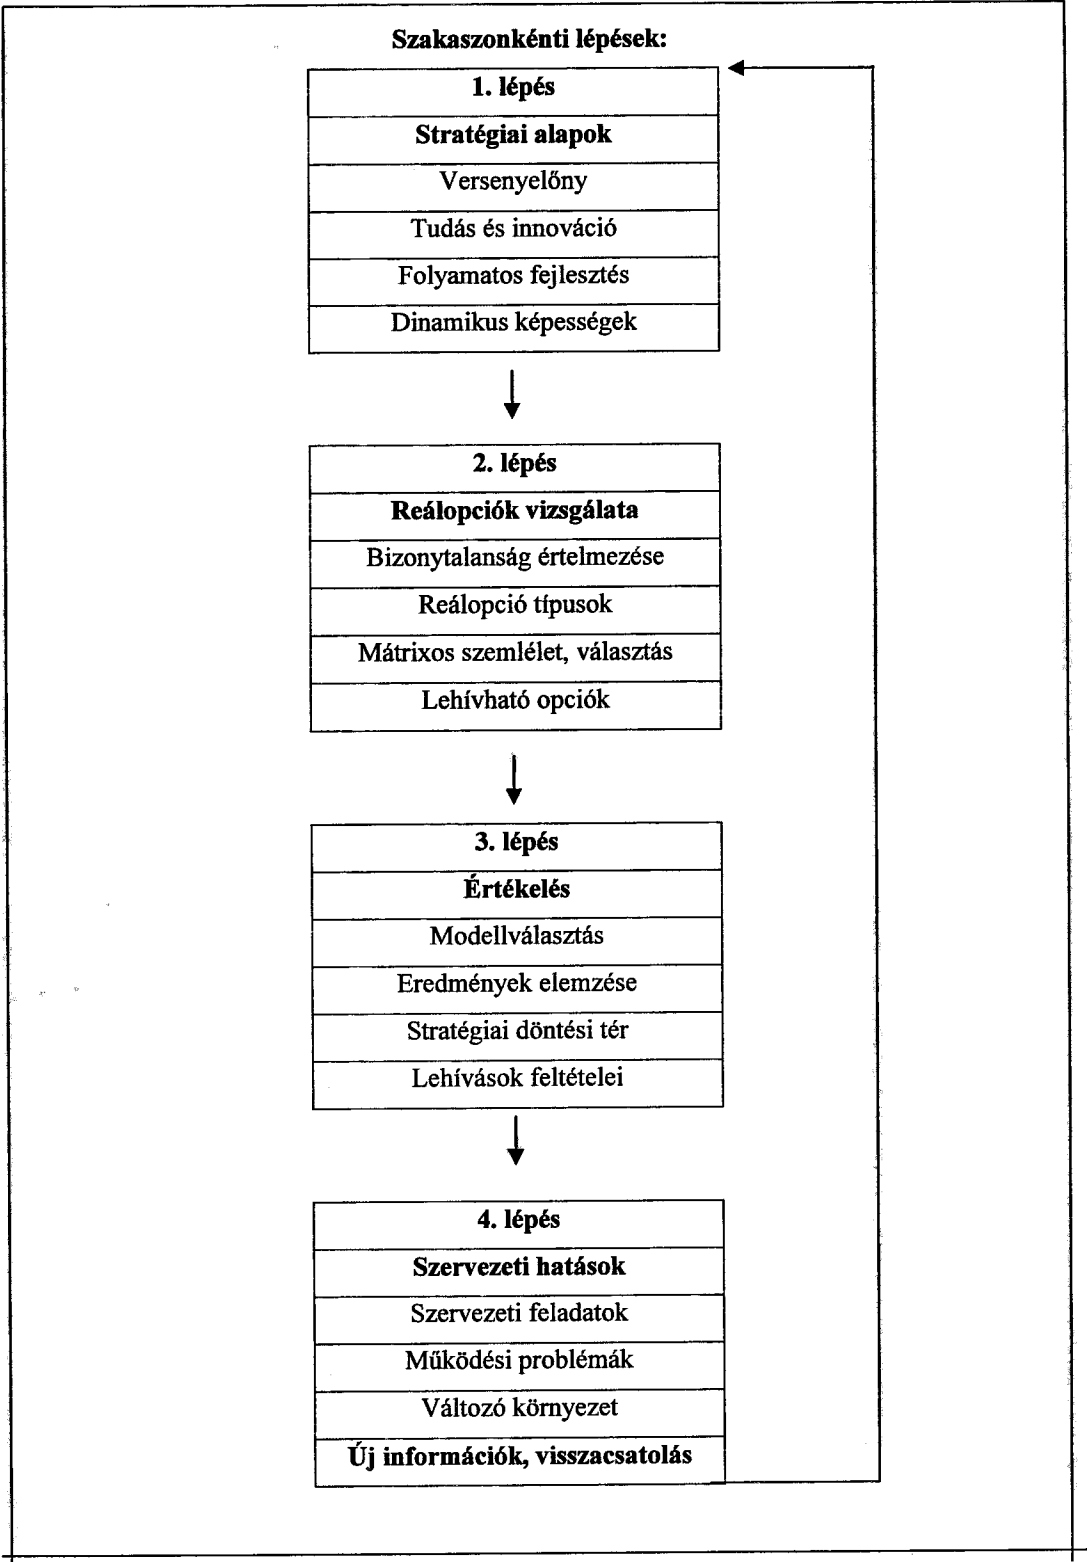 Szakaszonkénti lépések:
1. lépés
Stratégiai alapok
Versenyelőny
Tudás és innováció
Folyamatos fejlesztés
Dinamikus képességek
2. lépés
Reálopciók vizsgálata
Bizonytalanság értelmezése
Reálopció típusok
Mátrixos szemlélet, választás
Lehívható opciók
3. lépés
Értékelés
Modellválasztás
Eredmények elemzése
Stratégiai döntési tér
Lehívások feltételei
4. lépés
Szervezeti hatások
Szervezeti feladatok
Működési problémák
Változó környezet
Új információk, visszacsatolás